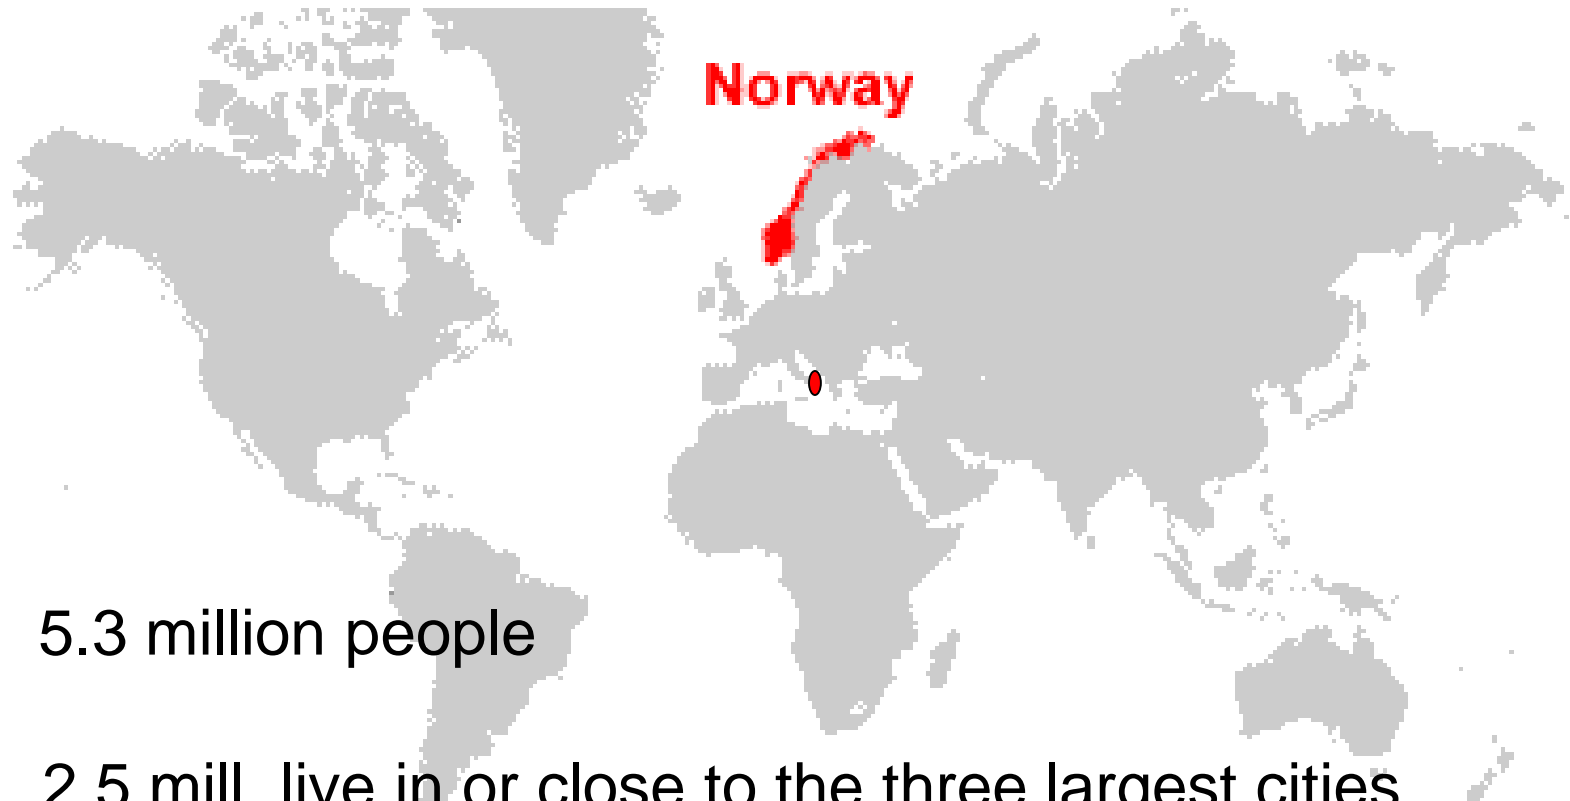 Norway
5.3 million people
2.5 mill live in or close to the three largest cities